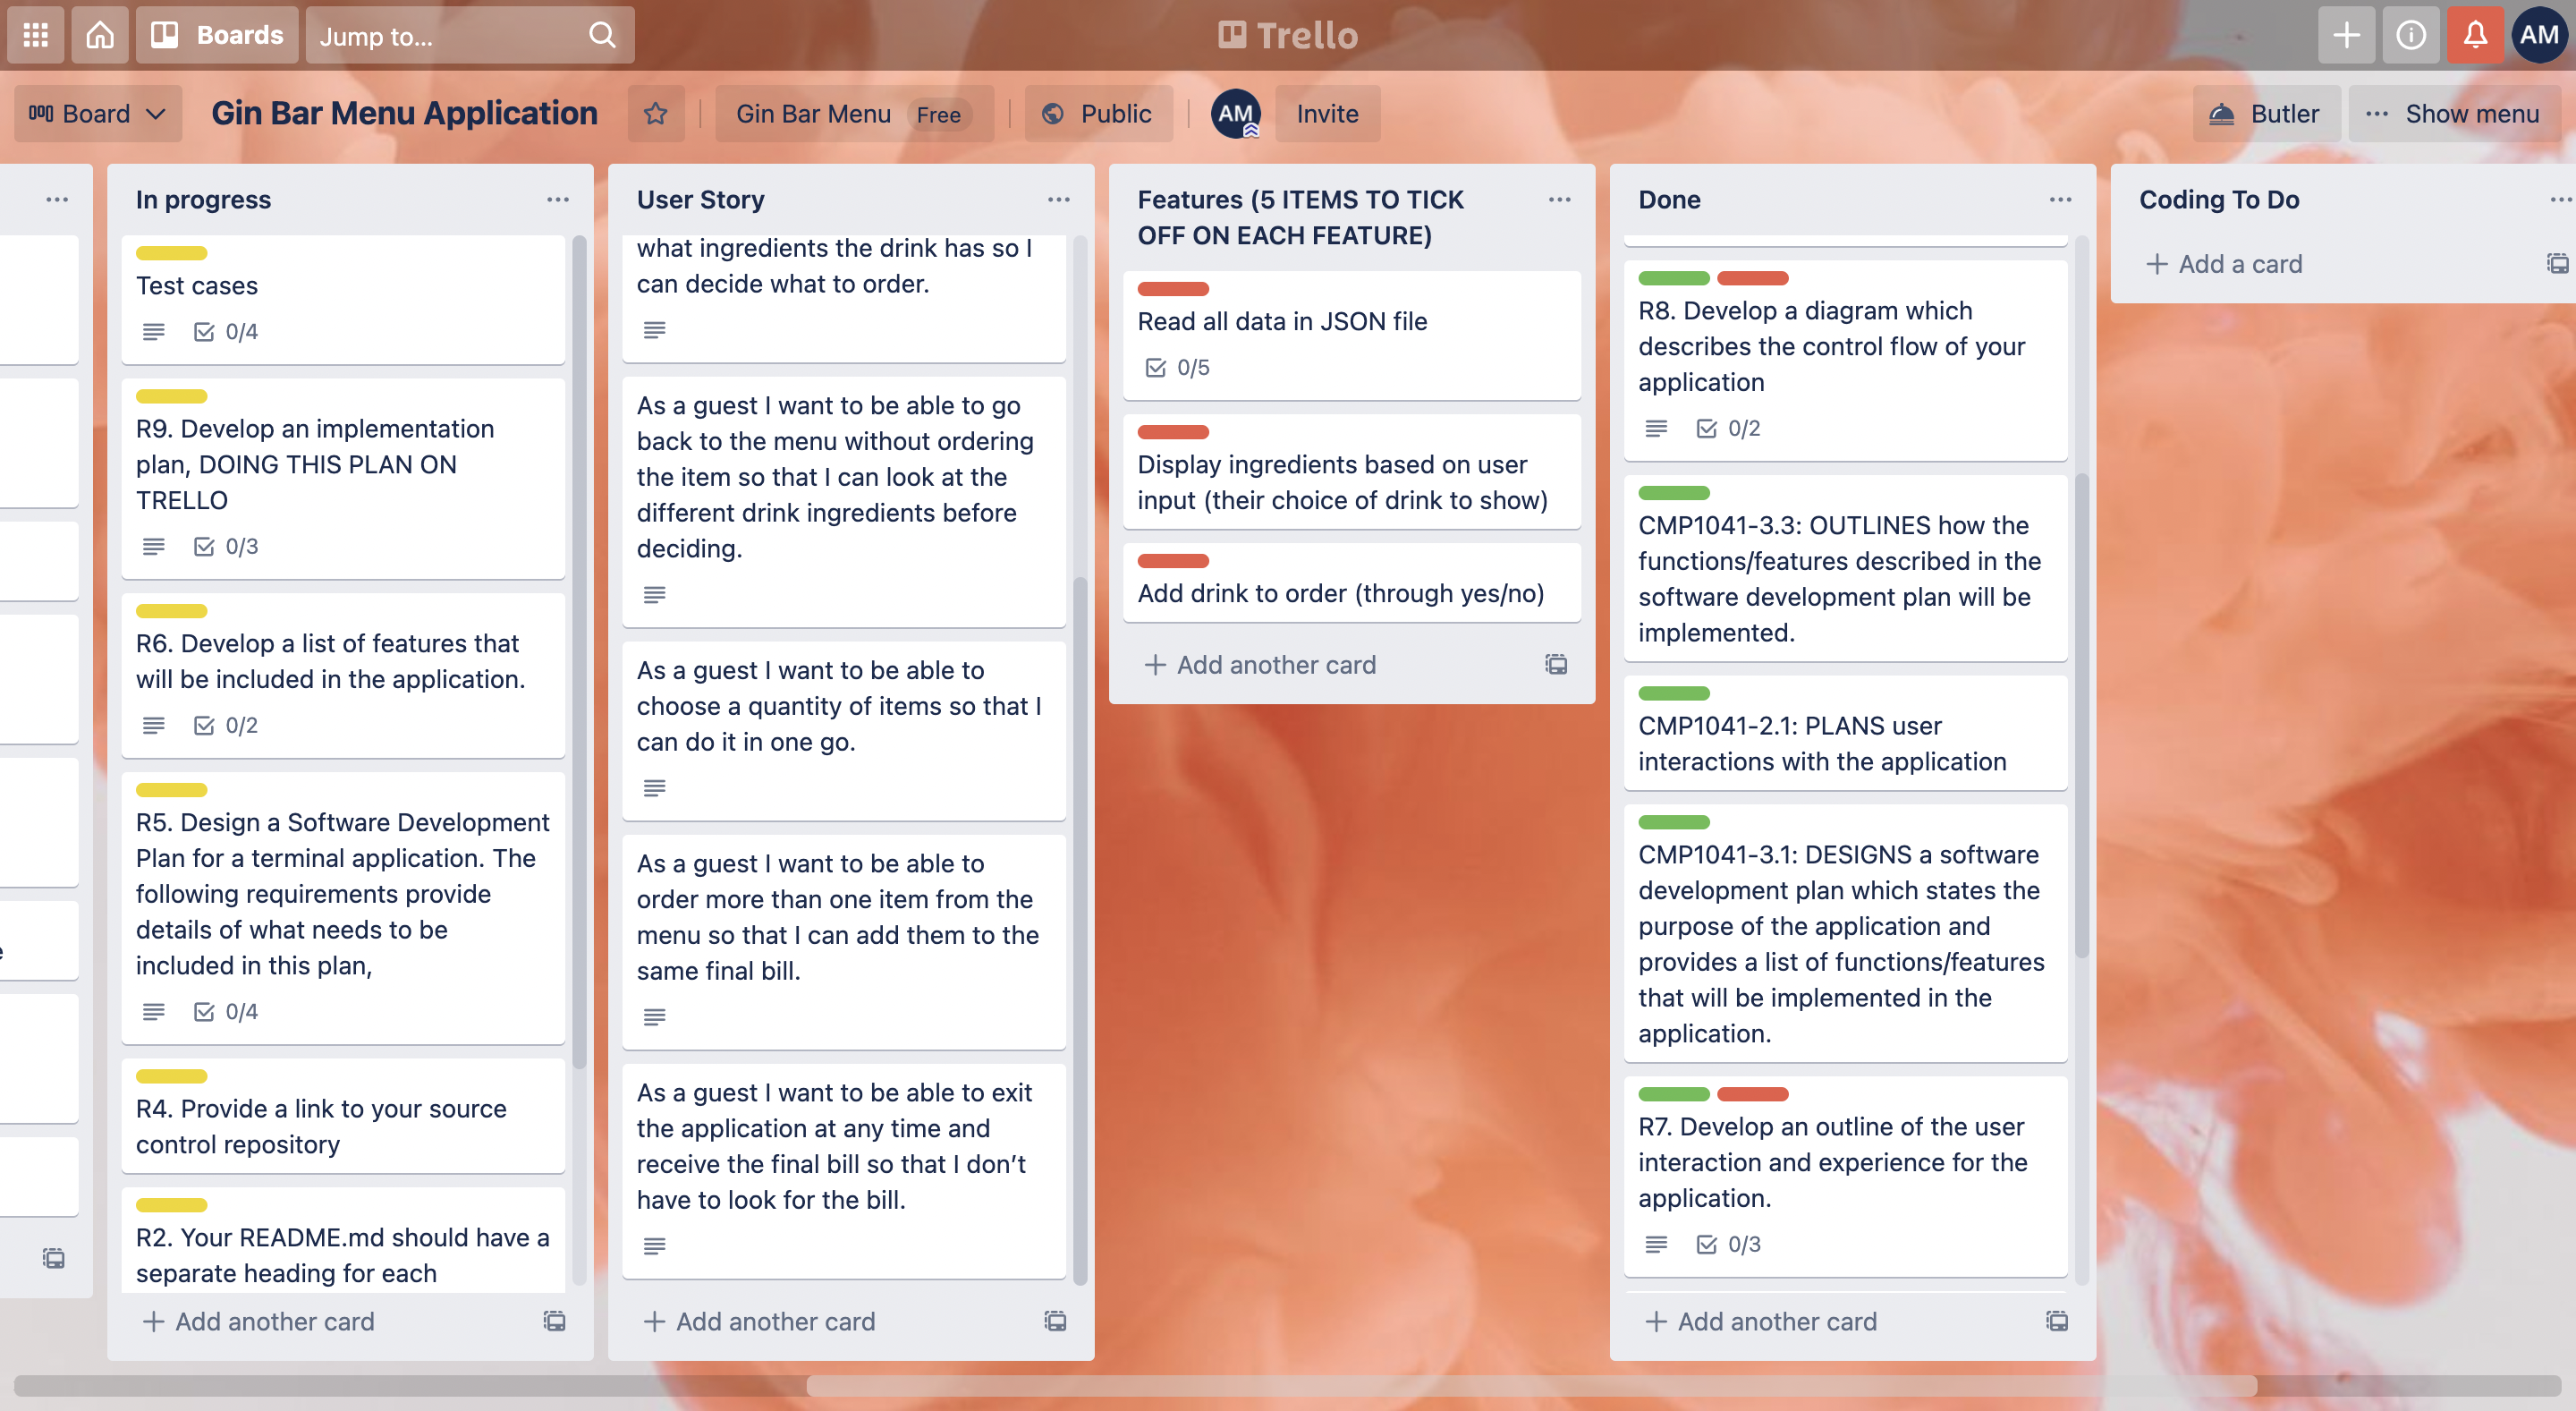 Boards
Jump to...
Trello
AM
Board
Gin Bar Menu Application
Gin Bar Menu Free
Public
AM
Invite
Butler
Show menu
In progress
Test cases
0/4
R9. Develop an implementation
plan, DOING THIS PLAN ON
TRELLO
0/3
R6. Develop a list of features that
will be included in the application.
0/2
R5. Design a Software Development
Plan for a terminal application. The
following requirements provide
details of what needs to be
included in this plan,
0/4
R4. Provide a link to your source
control repository
R2. Your README.md should have a
separate heading for each
Add another card
User Story
what ingredients the drink has so I
can decide what to order.
As a guest I want to be able to go
back to the menu without ordering
the item so that I can look at the
different drink ingredients before
deciding.
As a guest I want to be able to
choose a quantity of items so that I
can do it in one go.
As a guest I want to be able to
order more than one item from the
menu so that I can add them to the
same final bill.
As a guest I want to be able to exit
the application at any time and
receive the final bill so that I don’t
have to look for the bill.
Add another card
Features (5 ITEMS TO TICK
OFF ON EACH FEATURE)
Read all data in JSON file
0/5
Display ingredients based on user
input (their choice of drink to show)
Add drink to order (through yes/no)
Add another card
Done
R8. Develop a diagram which
describes the control flow of your
application
0/2
CMP1041-3.3: OUTLINES how the
functions/features described in the
software development plan will be
implemented.
CMP1041-2.1: PLANS user
interactions with the application
CMP1041-3.1: DESIGNS a software
development plan which states the
purpose of the application and
provides a list of functions/features
that will be implemented in the
application.
R7. Develop an outline of the user
interaction and experience for the
application.
0/3
Add another card
Coding To Do
Add a card